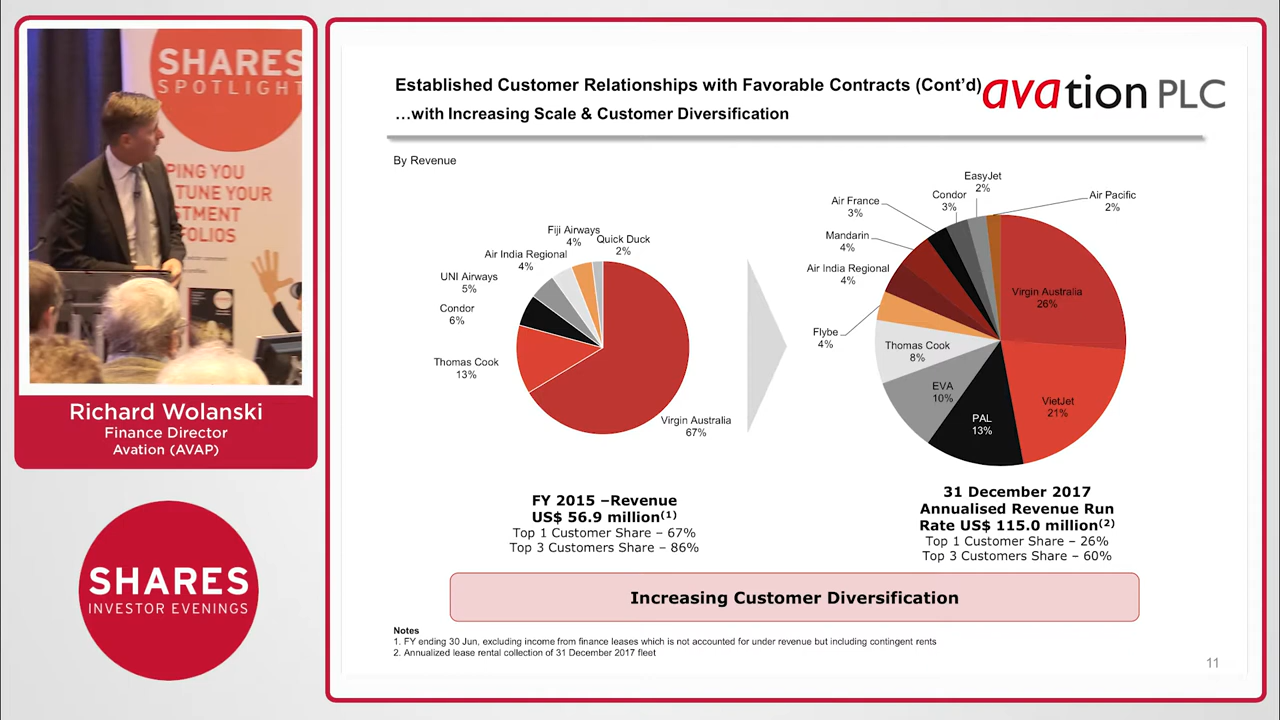 SHARES
SPOTLIGHT
PING YOU
TUNE YOUR
STMENT
FOLIOS
Richard Wolanski
Finance Director
Avation (AVAP)
SHARES
INVESTOR EVENINGS
Established Customer Relationships with Favorable Contracts (Cont'd)
…with Increasing Scale & Customer Diversification
avation PLC
By Revenue
Fiji Airways
4%
Quick Duck
2%
Air India Regional
4%
UNI Airways
5%
Condor
6%
Thomas Cook
13%
Virgin Australia
67%
EasyJet
2%
Condor
3%
Air Pacific
2%
Air France
3%
Mandarin
4%
Air India Regional
4%
Flybe
4%
Thomas Cook
8%
EVA
10%
PAL
13%
VietJet
21%
Virgin Australia
26%
FY 2015 –Revenue
US$ 56.9 million(1)
Top 1 Customer Share – 67%
Top 3 Customers Share – 86%
31 December 2017
Annualised Revenue Run
Rate US$ 115.0 million(2)
Top 1 Customer Share – 26%
Top 3 Customers Share – 60%
Increasing Customer Diversification
Notes
1. FY ending 30 Jun, excluding income from finance leases which is not accounted for under revenue but including contingent rents
2. Annualized lease rental collection of 31 December 2017 fleet
11